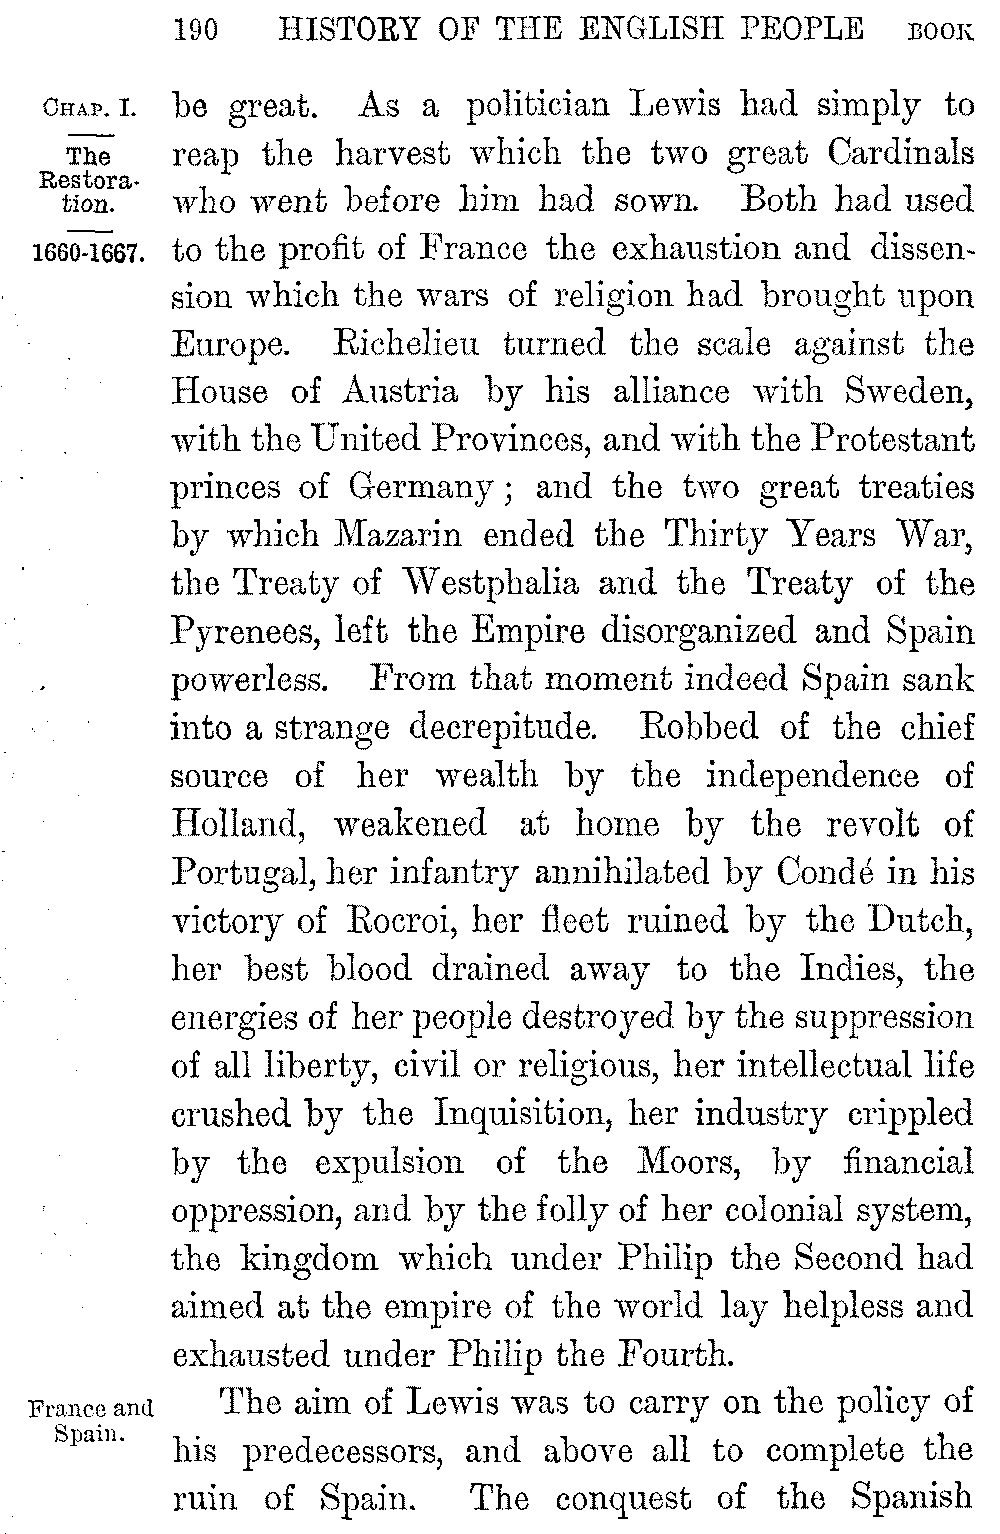 190 HISTORY OF THE ENGLISH PEOPLE BOOK
CHAP. I.
The
Restora-
tion.
1660-1667.
be great. As a politician Lewis had simply to
reap the harvest which the two great Cardinals
who went before him had sown. Both had used
to the profit of France the exhaustion and dissen-
sion which the wars of religion had brought upon
Europe. Richelieu turned the scale against the
House of Austria by his alliance with Sweden,
with the United Provinces, and with the Protestant
princes of Germany; and the two great treaties
by which Mazarin ended the Thirty Years War,
the Treaty of Westphalia and the Treaty of the
Pyrenees, left the Empire disorganized and Spain
powerless. From that moment indeed Spain sank
into a strange decrepitude. Robbed of the chief
source of her wealth by the independence of
Holland, weakened at home by the revolt of
Portugal, her infantry annihilated by Condé in his
victory of Rocroi, her fleet ruined by the Dutch,
her best blood drained away to the Indies, the
energies of her people destroyed by the suppression
of all liberty, civil or religious, her intellectual life
crushed by the Inquisition, her industry crippled
by the expulsion of the Moors, by financial
oppression, and by the folly of her colonial system,
the kingdom which under Philip the Second had
aimed at the empire of the world lay helpless and
exhausted under Philip the Fourth.
France and
Spain.
The aim of Lewis was to carry on the policy of
his predecessors, and above all to complete the
ruin of Spain. The conquest of the Spanish